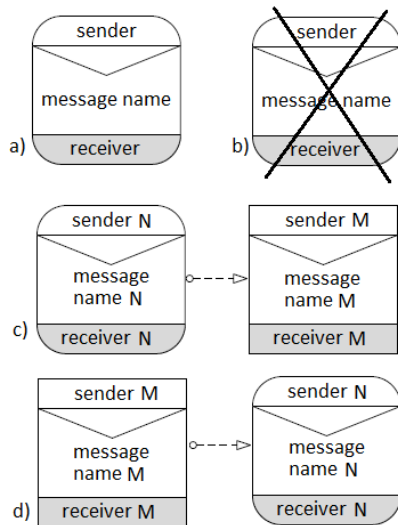 sender
message name
a) receiver
sender
message name
b) receiver
sender N
message
name N
c) receiver N
sender M
message
name M
receiver M
sender M
message
name M
d) receiver M
sender N
message
name N
receiver N